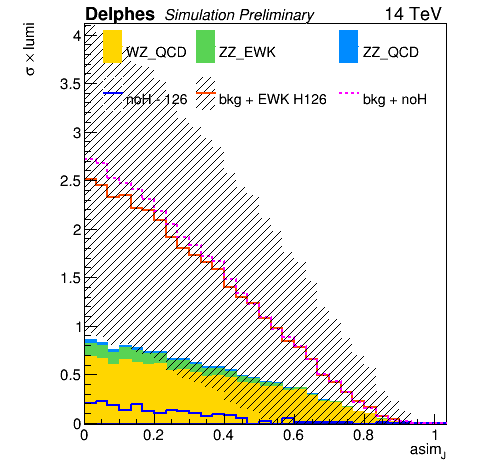 Delphes Simulation Preliminary 14 TeV
σ × lumi
WZ_QCD ZZ_EWK ZZ_QCD
noH - 126 bkg + EWK H126 bkg + noH
4
3.5
3
2.5
2
1.5
1
0.5
0
0 0.2 0.4 0.6 0.8 1
asim_J